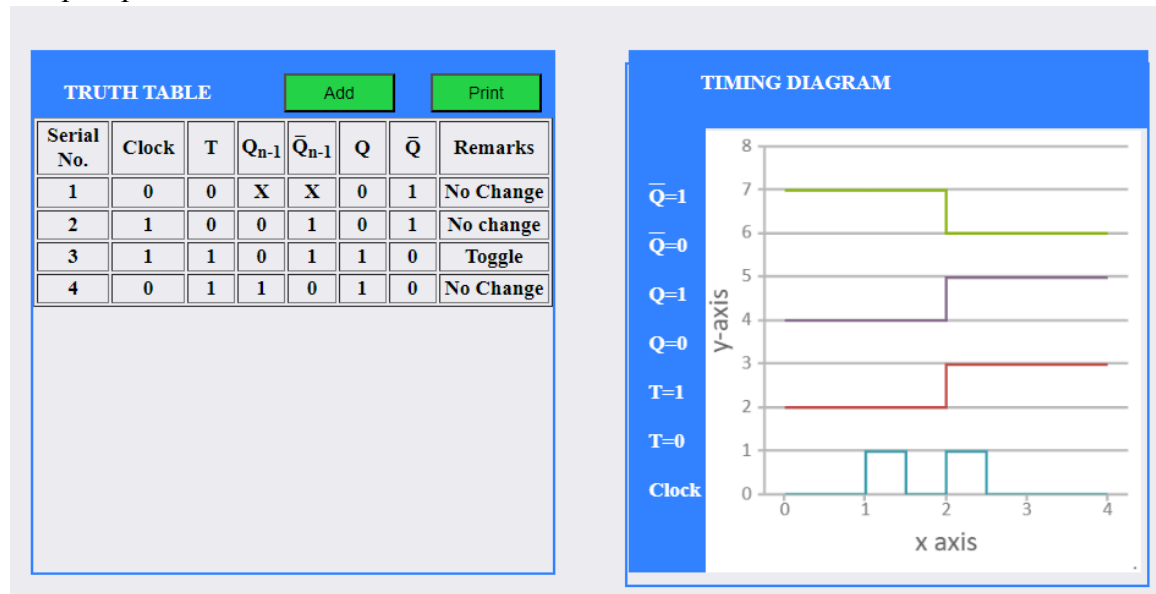 TRUTH TABLE Add Print
Serial No. Clock T Qn-1 Q̅n-1 Q Q̅ Remarks
1 0 0 X X 0 1 No Change
2 1 0 0 1 0 1 No change
3 1 1 0 1 1 0 Toggle
4 0 1 1 0 1 0 No Change
TIMING DIAGRAM
Q̅=1
Q̅=0
Q=1
Q=0
T=1
T=0
Clock
y-axis
8
7
6
5
4
3
2
1
0
0 1 2 3 4
x axis